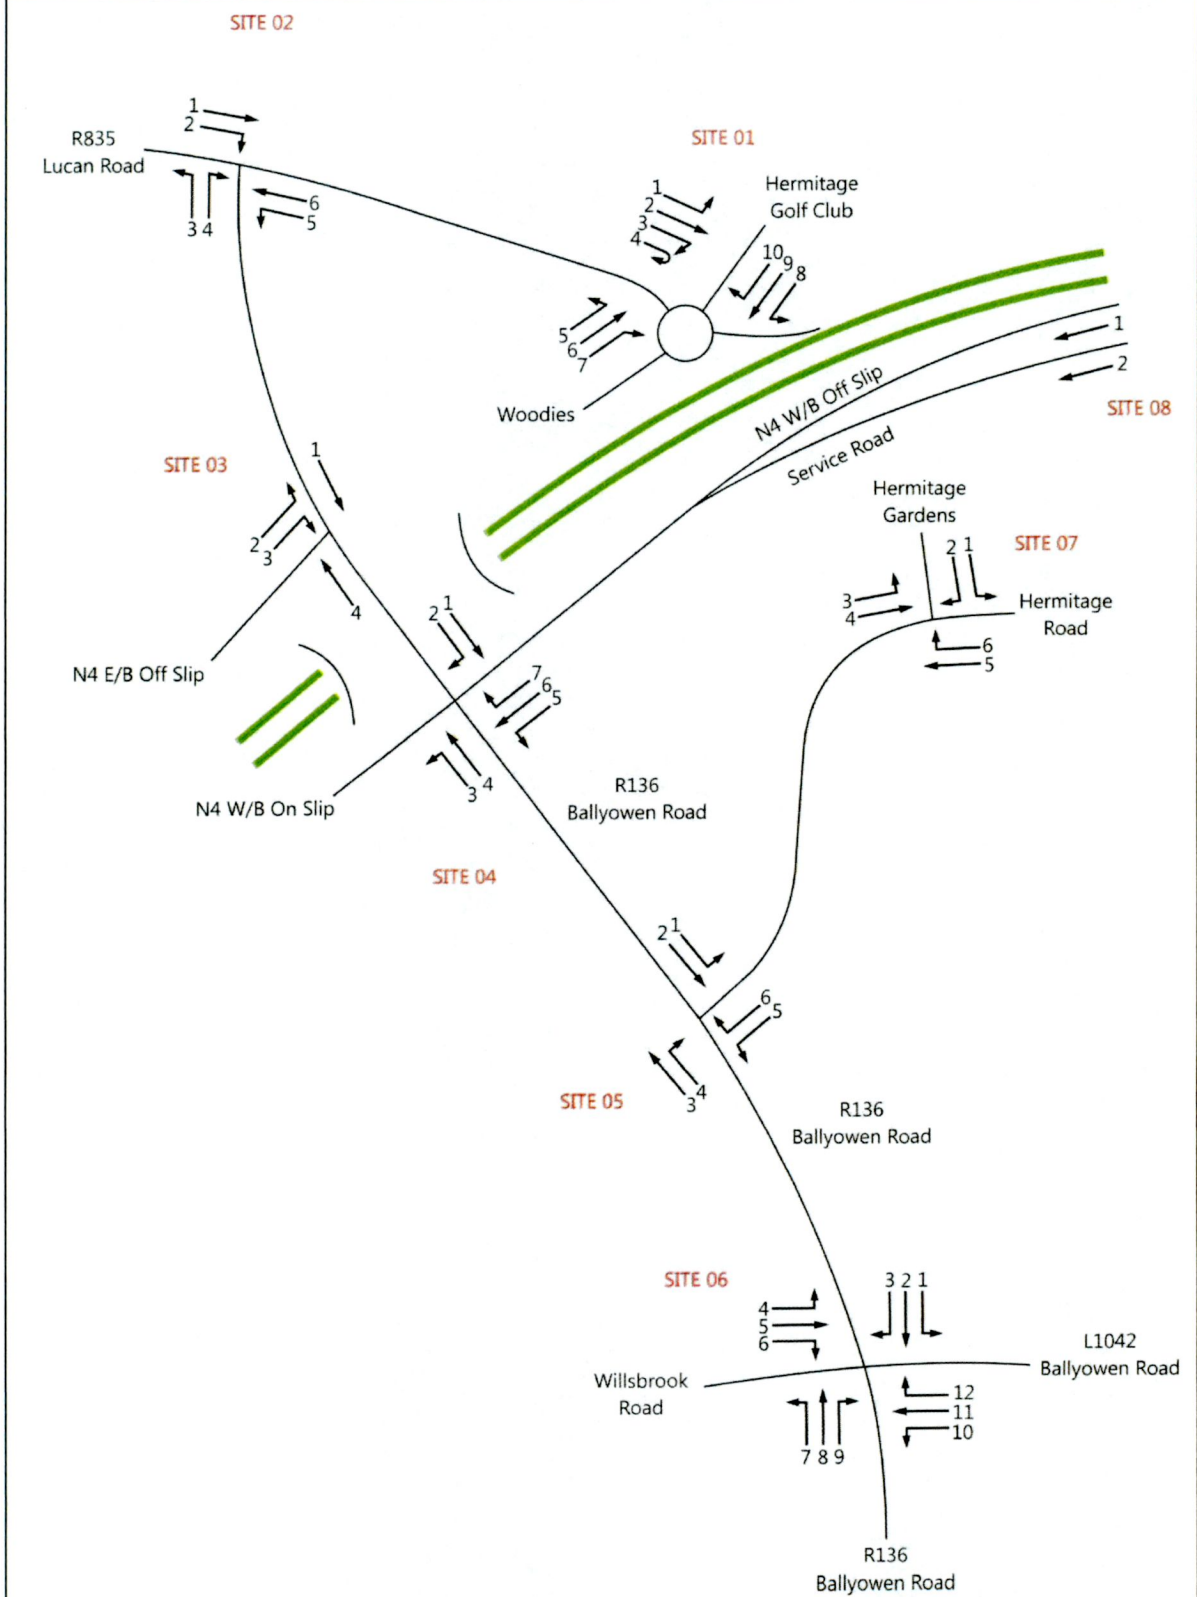 SITE 02
1
2
R835
Lucan Road
3 4
6
5
SITE 01
Hermitage
Golf Club
1
2
3
4
10
9
8
5
6
7
Woodies
N4 W/B Off Slip
Service Road
1
2
SITE 08
SITE 03
1
2
3
4
N4 E/B Off Slip
Hermitage
Gardens
SITE 07
2 1
3
4
Hermitage
Road
6
5
2 1
7
6
5
3 4
N4 W/B On Slip
R136
Ballyowen Road
SITE 04
2 1
6
5
3 4
SITE 05
R136
Ballyowen Road
SITE 06
3 2 1
4
5
6
L1042
Ballyowen Road
Willsbrook
Road
12
11
10
7 8 9
R136
Ballyowen Road